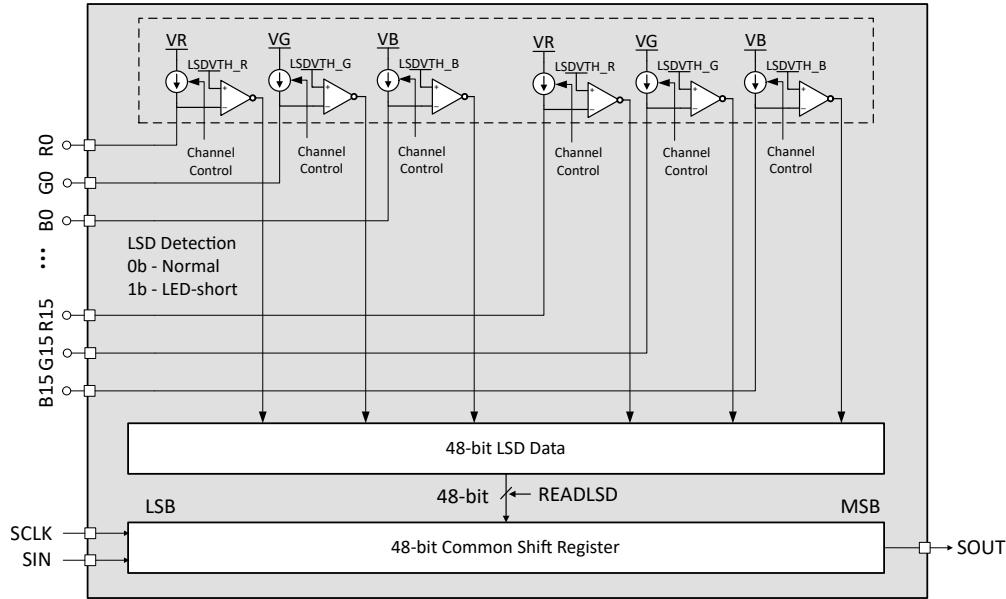 VR VG VB VR VG VB
LSDVTH_R LSDVTH_G LSDVTH_B LSDVTH_R LSDVTH_G LSDVTH_B
+ + + + + +
− − − − − −
Channel Control
Channel Control
Channel Control
Channel Control
Channel Control
Channel Control
R0
G0
B0
...
R15
G15
B15
LSD Detection
0b - Normal
1b - LED-short
48-bit LSD Data
48-bit READLSD
LSB MSB
SCLK
SIN
48-bit Common Shift Register
SOUT